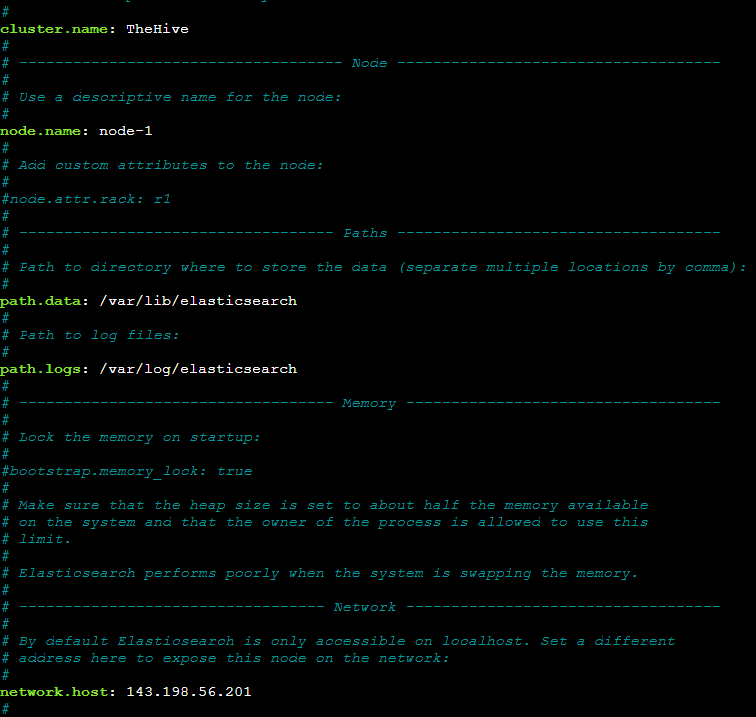 #
cluster.name: TheHive
#
# ------------------------------------ Node ------------------------------------
#
# Use a descriptive name for the node:
#
node.name: node-1
#
# Add custom attributes to the node:
#
#node.attr.rack: r1
#
# ----------------------------------- Paths ------------------------------------
#
# Path to directory where to store the data (separate multiple locations by comma):
#
path.data: /var/lib/elasticsearch
#
# Path to log files:
#
path.logs: /var/log/elasticsearch
#
# ----------------------------------- Memory -----------------------------------
#
# Lock the memory on startup:
#
#bootstrap.memory_lock: true
#
# Make sure that the heap size is set to about half the memory available
# on the system and that the owner of the process is allowed to use this
# limit.
#
# Elasticsearch performs poorly when the system is swapping the memory.
#
# ---------------------------------- Network -----------------------------------
#
# By default Elasticsearch is only accessible on localhost. Set a different
# address here to expose this node on the network:
#
network.host: 143.198.56.201
#